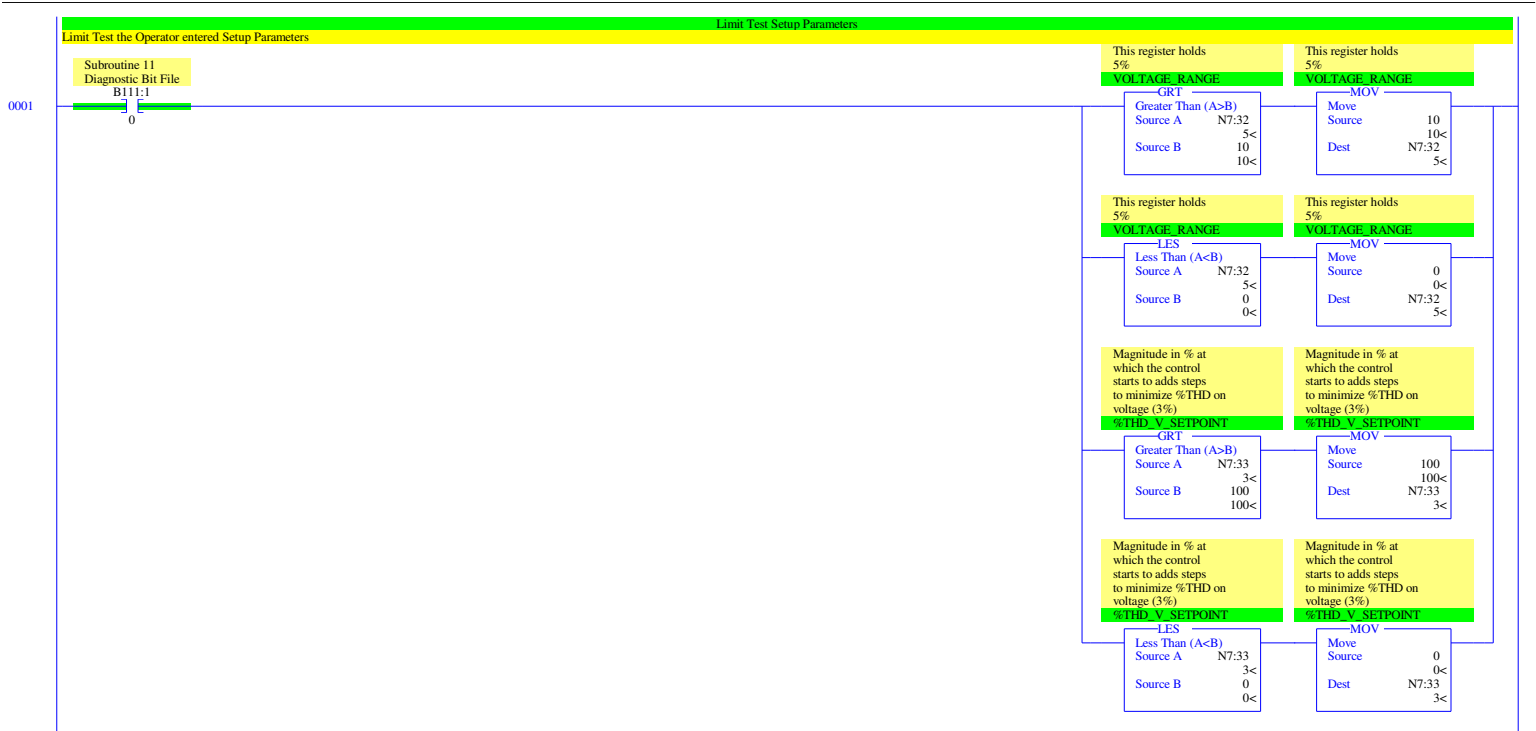 Limit Test Setup Parameters
Limit Test the Operator entered Setup Parameters
Subroutine 11
Diagnostic Bit File
B111:1
0
0001
This register holds
5%
VOLTAGE_RANGE
GRT
Greater Than (A>B)
Source A N7:32
5<
Source B 10
10<
This register holds
5%
VOLTAGE_RANGE
MOV
Move
Source 10
10<
Dest N7:32
5<
This register holds
5%
VOLTAGE_RANGE
LES
Less Than (A<B)
Source A N7:32
5<
Source B 0
0<
This register holds
5%
VOLTAGE_RANGE
MOV
Move
Source 0
0<
Dest N7:32
5<
Magnitude in % at
which the control
starts to adds steps
to minimize %THD on
voltage (3%)
%THD_V_SETPOINT
GRT
Greater Than (A>B)
Source A N7:33
3<
Source B 100
100<
Magnitude in % at
which the control
starts to adds steps
to minimize %THD on
voltage (3%)
%THD_V_SETPOINT
MOV
Move
Source 100
100<
Dest N7:33
3<
Magnitude in % at
which the control
starts to adds steps
to minimize %THD on
voltage (3%)
%THD_V_SETPOINT
LES
Less Than (A<B)
Source A N7:33
3<
Source B 0
0<
Magnitude in % at
which the control
starts to adds steps
to minimize %THD on
voltage (3%)
%THD_V_SETPOINT
MOV
Move
Source 0
0<
Dest N7:33
3<